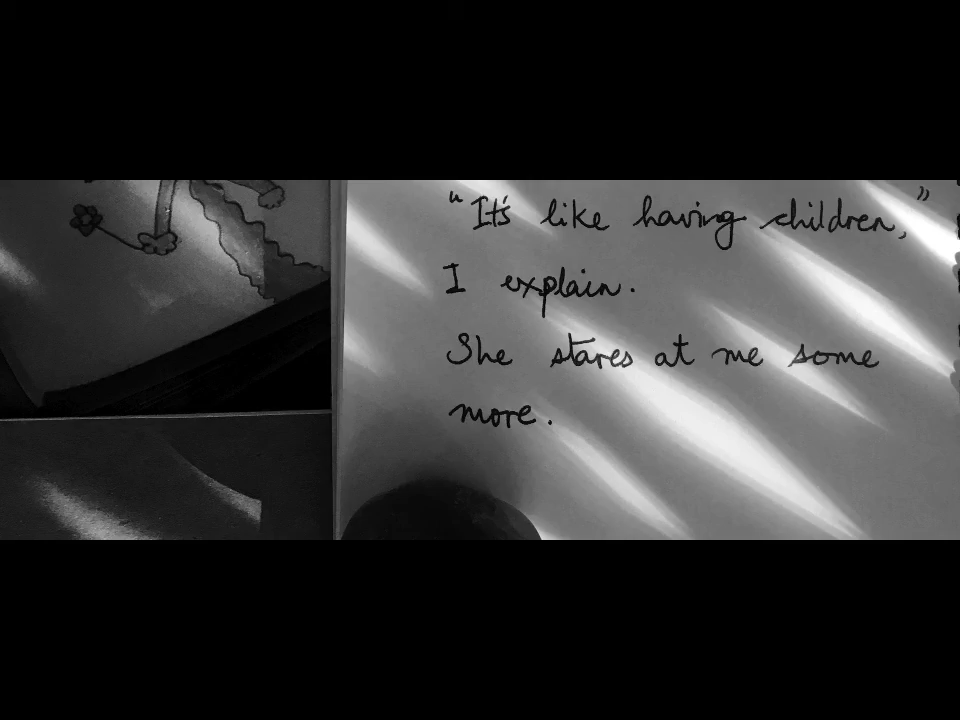 "It's like having children,"
I explain.
She stares at me some
more.